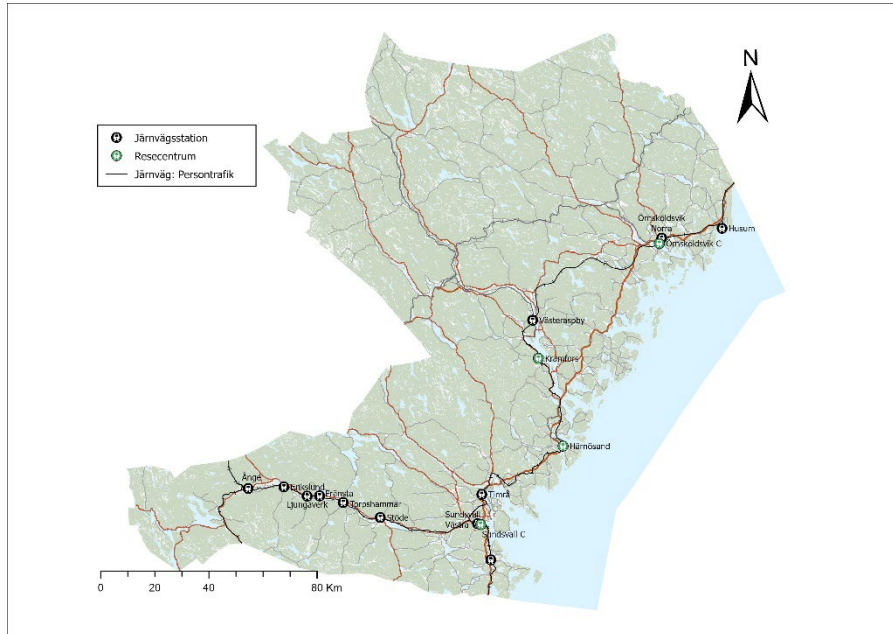 N
Järnvägsstation
Resecentrum
Järnväg: Persontrafik
Örnsköldsvik
Norra
Husum
Örnsköldsvik C
Västeraspby
Kramfors
Härnösand
Ånge
Erikslund
Fränsta
Ljungaverk
Torpshammar
Timrå
Stöde
Sundsvall
Västra
Sundsvall C
0 20 40 80 Km